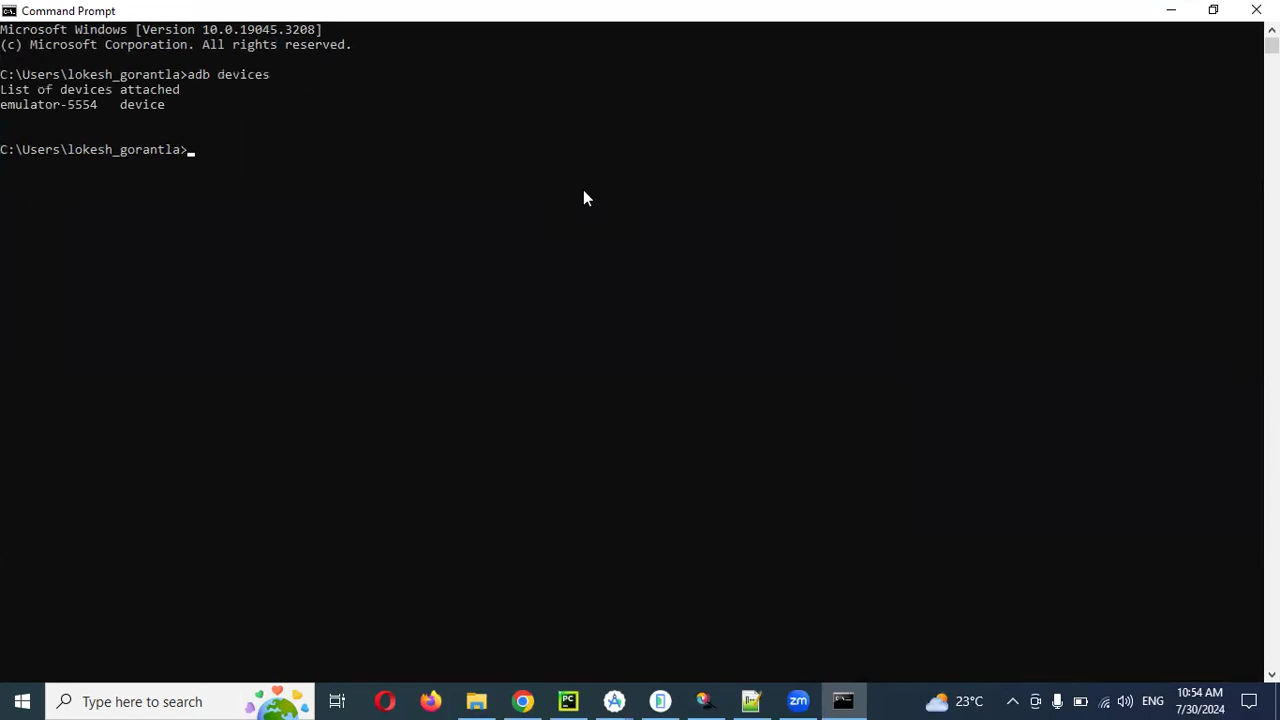 Command Prompt
Microsoft Windows [Version 10.0.19045.3208]
(c) Microsoft Corporation. All rights reserved.
C:\Users\lokesh_gorantla>adb devices
List of devices attached
emulator-5554   device
C:\Users\lokesh_gorantla>
Type here to search
PC
zm
23°C
ENG
10:54 AM
7/30/2024